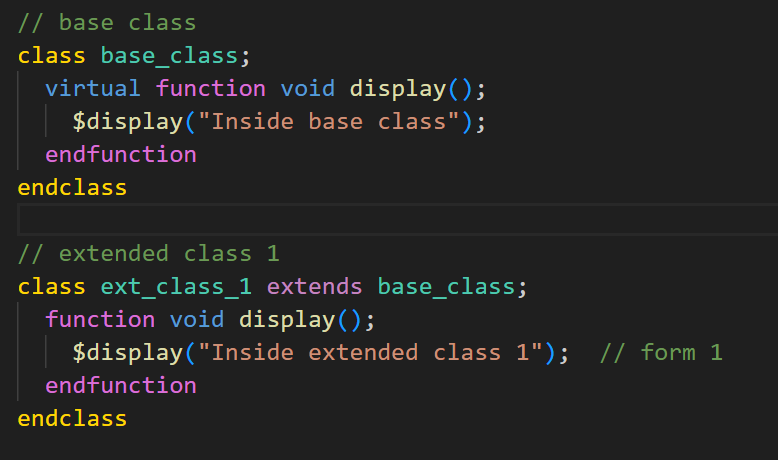 // base class
class base_class;
  virtual function void display();
    $display("Inside base class");
  endfunction
endclass

// extended class 1
class ext_class_1 extends base_class;
  function void display();
    $display("Inside extended class 1");  // form 1
  endfunction
endclass